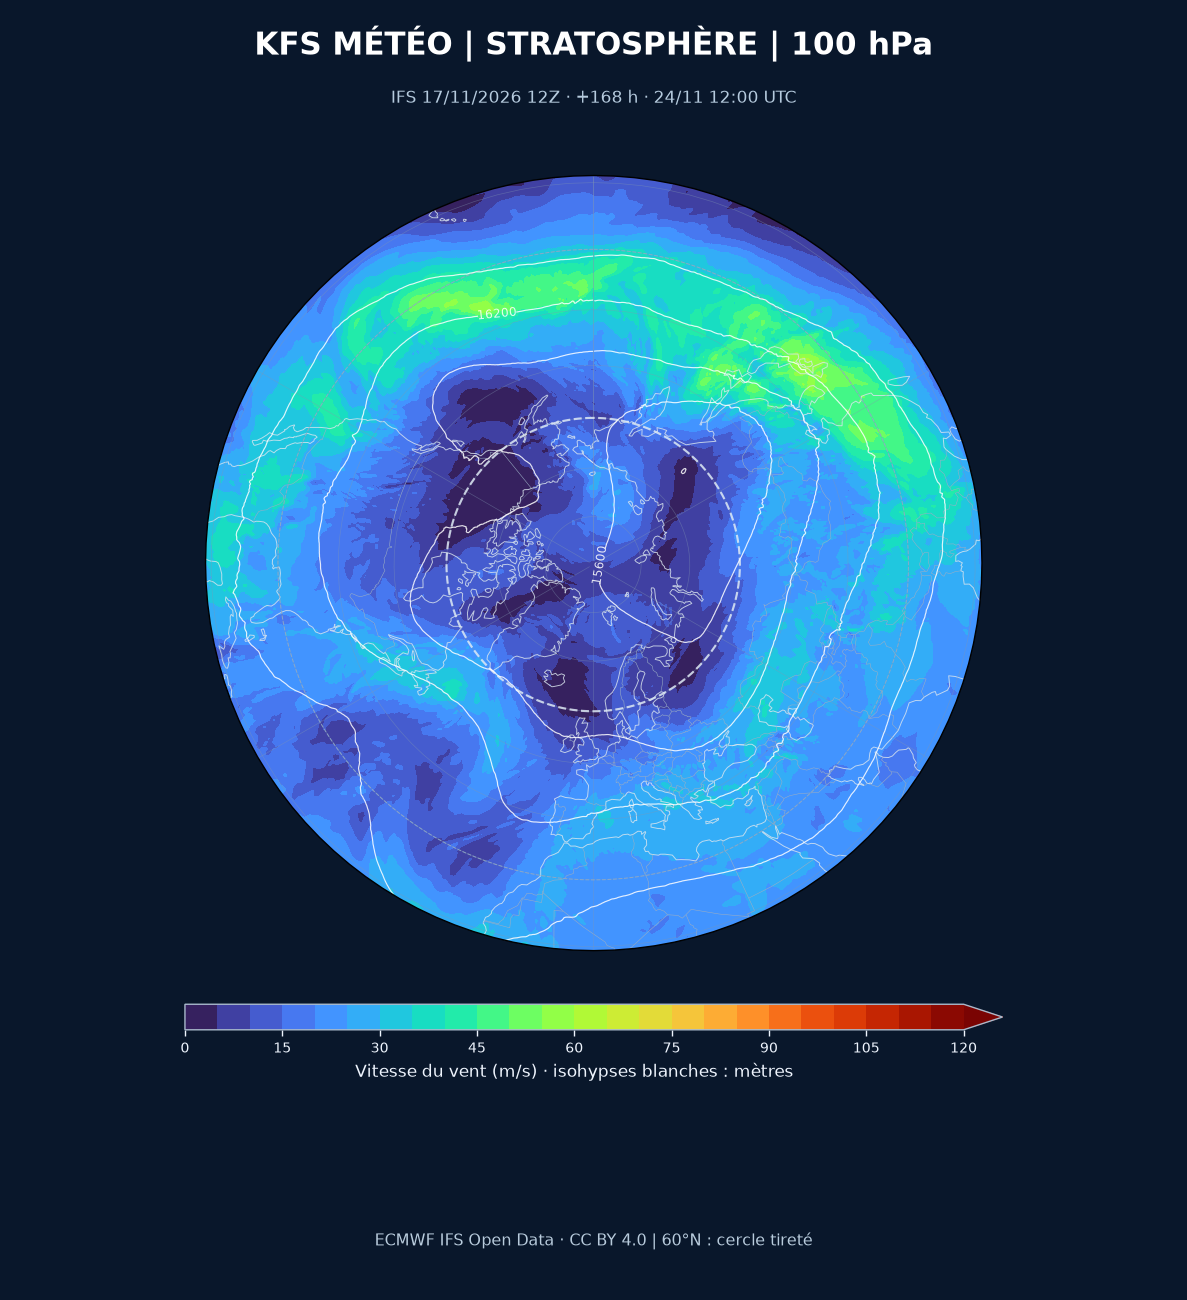 KFS MÉTÉO | STRATOSPHÈRE | 100 hPa
IFS 17/11/2026 12Z · +168 h · 24/11 12:00 UTC
16200
15600
0 15 30 45 60 75 90 105 120
Vitesse du vent (m/s) · isohypses blanches : mètres
ECMWF IFS Open Data · CC BY 4.0 | 60°N : cercle tireté